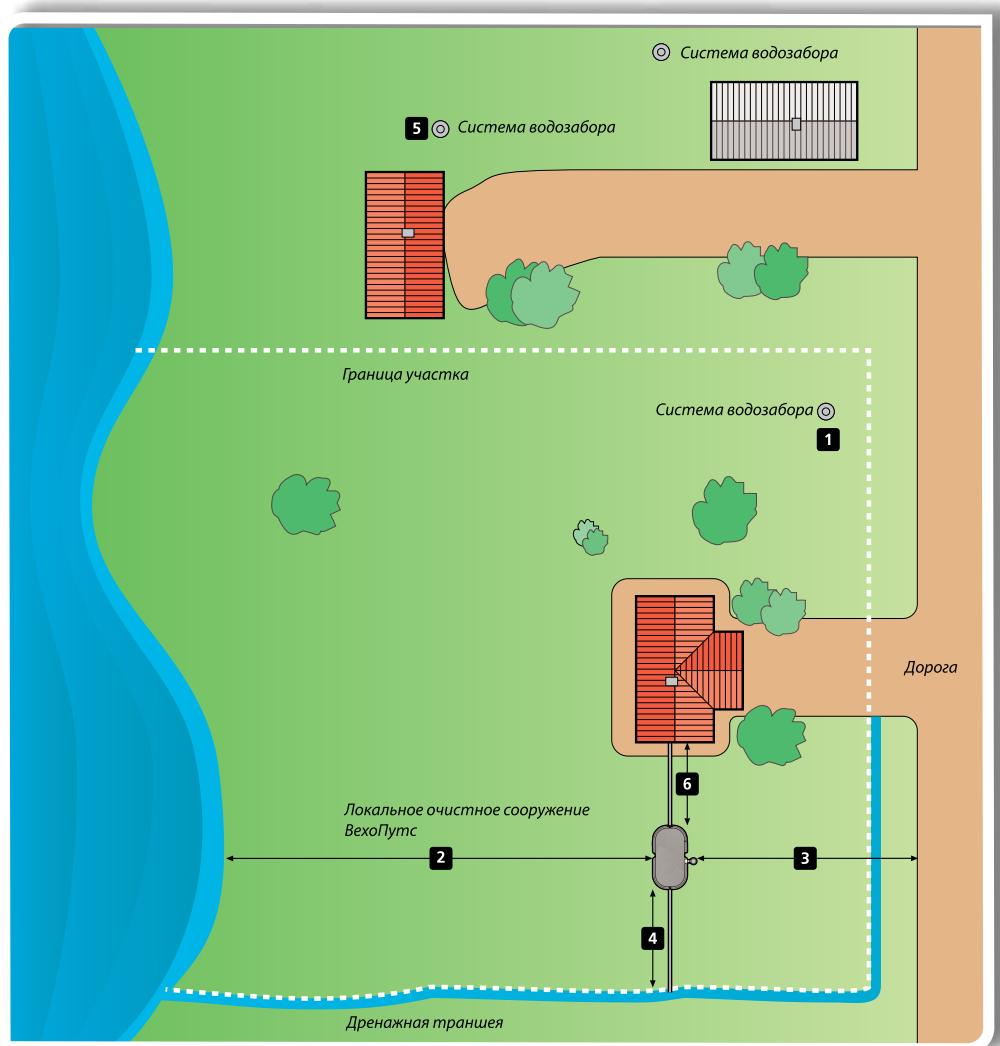 Система водозабора
5 Система водозабора
Граница участка
Система водозабора
1
Дорога
6
Локальное очистное сооружение
ВехоПутс
2
3
4
Дренажная траншея